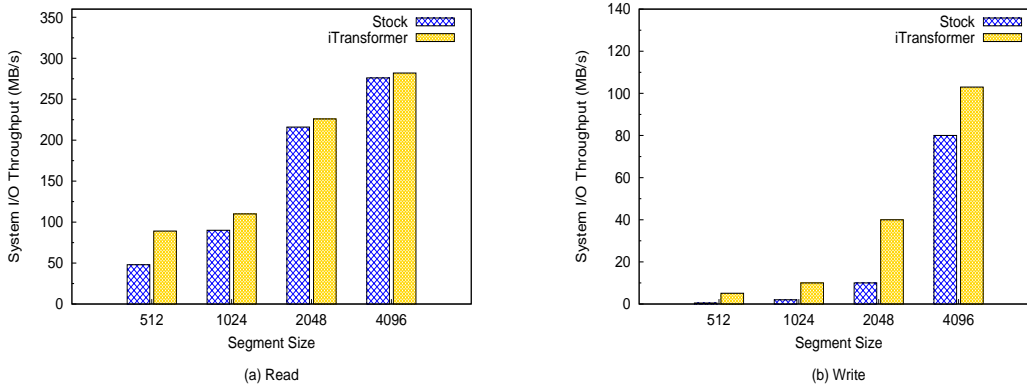 System I/O Throughput (MB/s)
350
300
250
200
150
100
50
0
Stock
iTransformer
512 1024 2048 4096
Segment Size
(a) Read
System I/O Throughput (MB/s)
140
120
100
80
60
40
20
0
Stock
iTransformer
512 1024 2048 4096
Segment Size
(b) Write